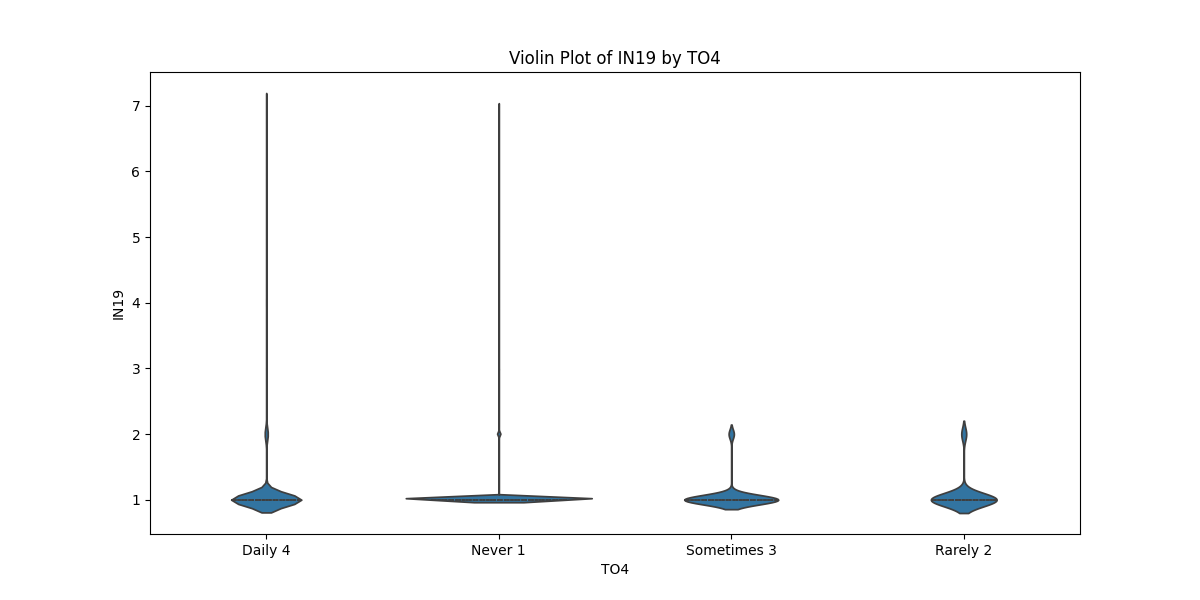 Violin Plot of IN19 by TO4
7
6
5
4
3
2
1
IN19
Daily 4
Never 1
Sometimes 3
Rarely 2
TO4